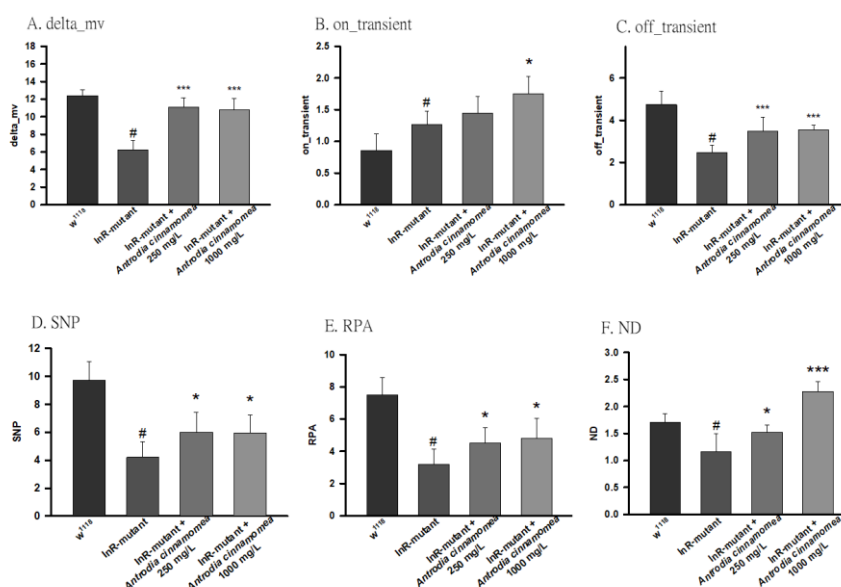 A. delta_mv
18
16
14
12
10
8
6
4
2
0
delta_mv
#
***
***
w1118
InR-mutant
InR-mutant +
Antrodia cinnamomea
250 mg/L
InR-mutant +
Antrodia cinnamomea
1000 mg/L
B. on_transient
2.5
2.0
1.5
1.0
0.5
0.0
on_transient
#
*
w1118
InR-mutant
InR-mutant +
Antrodia cinnamomea
250 mg/L
InR-mutant +
Antrodia cinnamomea
1000 mg/L
C. off_transient
6
4
2
0
off_transient
#
***
***
w1118
InR-mutant
InR-mutant +
Antrodia cinnamomea
250 mg/L
InR-mutant +
Antrodia cinnamomea
1000 mg/L
D. SNP
12
10
8
6
4
2
0
SNP
#
*
*
w1118
InR-mutant
InR-mutant +
Antrodia cinnamomea
250 mg/L
InR-mutant +
Antrodia cinnamomea
1000 mg/L
E. RPA
10
8
6
4
2
0
RPA
#
*
*
w1118
InR-mutant
InR-mutant +
Antrodia cinnamomea
250 mg/L
InR-mutant +
Antrodia cinnamomea
1000 mg/L
F. ND
3.0
2.5
2.0
1.5
1.0
0.5
0.0
ND
#
*
***
w1118
InR-mutant
InR-mutant +
Antrodia cinnamomea
250 mg/L
InR-mutant +
Antrodia cinnamomea
1000 mg/L